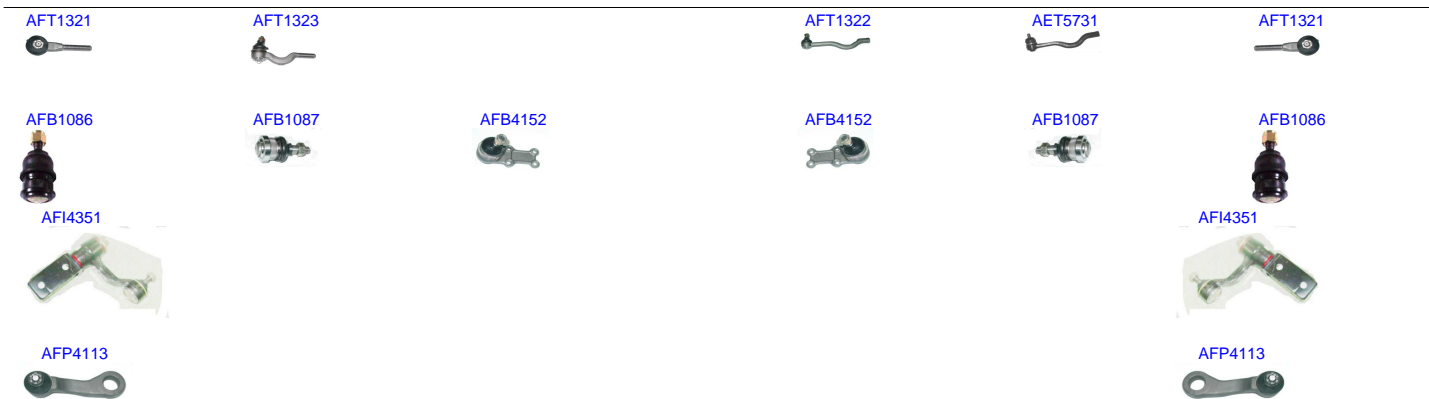 AFT1321 AFT1323 AFT1322 AET5731 AFT1321
AFB1086 AFB1087 AFB4152 AFB4152 AFB1087 AFB1086
AFI4351 AFI4351
AFP4113 AFP4113